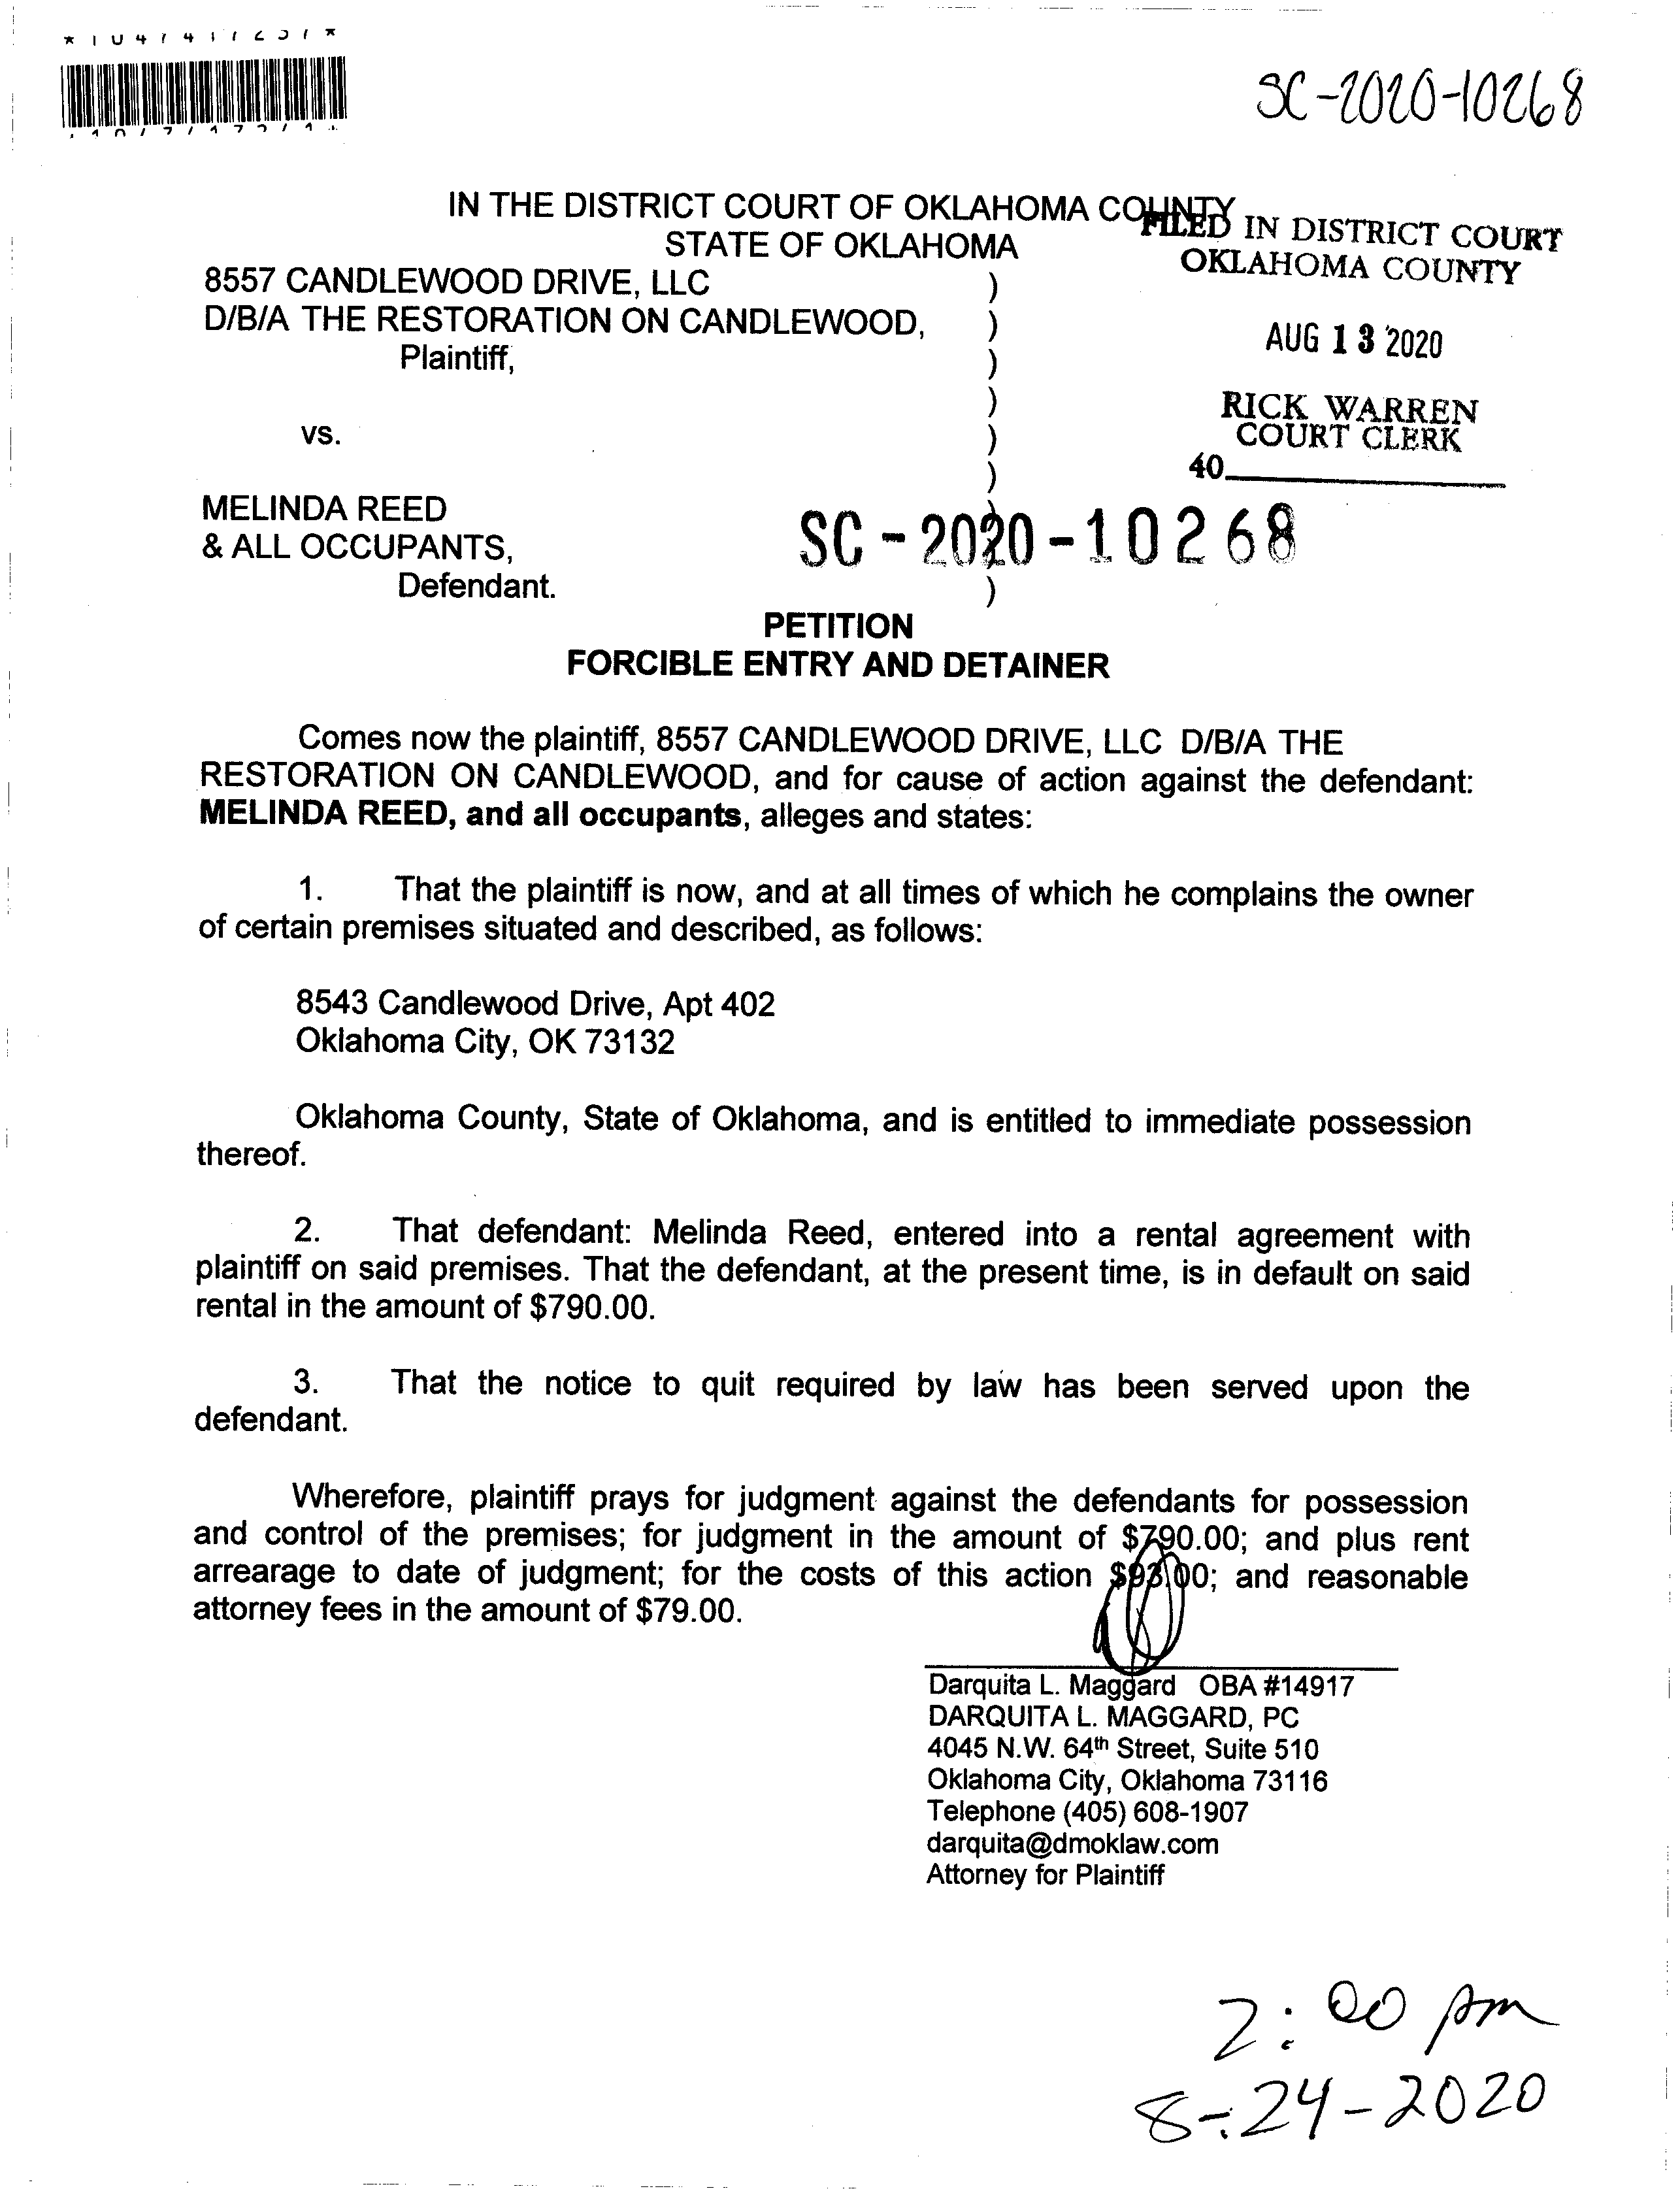 SC-2020-10268
IN THE DISTRICT COURT OF OKLAHOMA COUNTY
STATE OF OKLAHOMA
FILED IN DISTRICT COURT
OKLAHOMA COUNTY
AUG 13 2020
RICK WARREN
COURT CLERK
40
8557 CANDLEWOOD DRIVE, LLC )
D/B/A THE RESTORATION ON CANDLEWOOD, )
Plaintiff, )
)
vs. )
)
MELINDA REED )
& ALL OCCUPANTS,
Defendant. )
SC-2020-10268
PETITION
FORCIBLE ENTRY AND DETAINER
Comes now the plaintiff, 8557 CANDLEWOOD DRIVE, LLC D/B/A THE
RESTORATION ON CANDLEWOOD, and for cause of action against the defendant:
MELINDA REED, and all occupants, alleges and states:
1. That the plaintiff is now, and at all times of which he complains the owner
of certain premises situated and described, as follows:
8543 Candlewood Drive, Apt 402
Oklahoma City, OK 73132
Oklahoma County, State of Oklahoma, and is entitled to immediate possession
thereof.
2. That defendant: Melinda Reed, entered into a rental agreement with
plaintiff on said premises. That the defendant, at the present time, is in default on said
rental in the amount of $790.00.
3. That the notice to quit required by law has been served upon the
defendant.
Wherefore, plaintiff prays for judgment against the defendants for possession
and control of the premises; for judgment in the amount of $790.00; and plus rent
arrearage to date of judgment; for the costs of this action $93.00; and reasonable
attorney fees in the amount of $79.00.
Darquita L. Maggard OBA #14917
DARQUITA L. MAGGARD, PC
4045 N.W. 64th Street, Suite 510
Oklahoma City, Oklahoma 73116
Telephone (405) 608-1907
darquita@dmoklaw.com
Attorney for Plaintiff
2:00 pm
8-24-2020